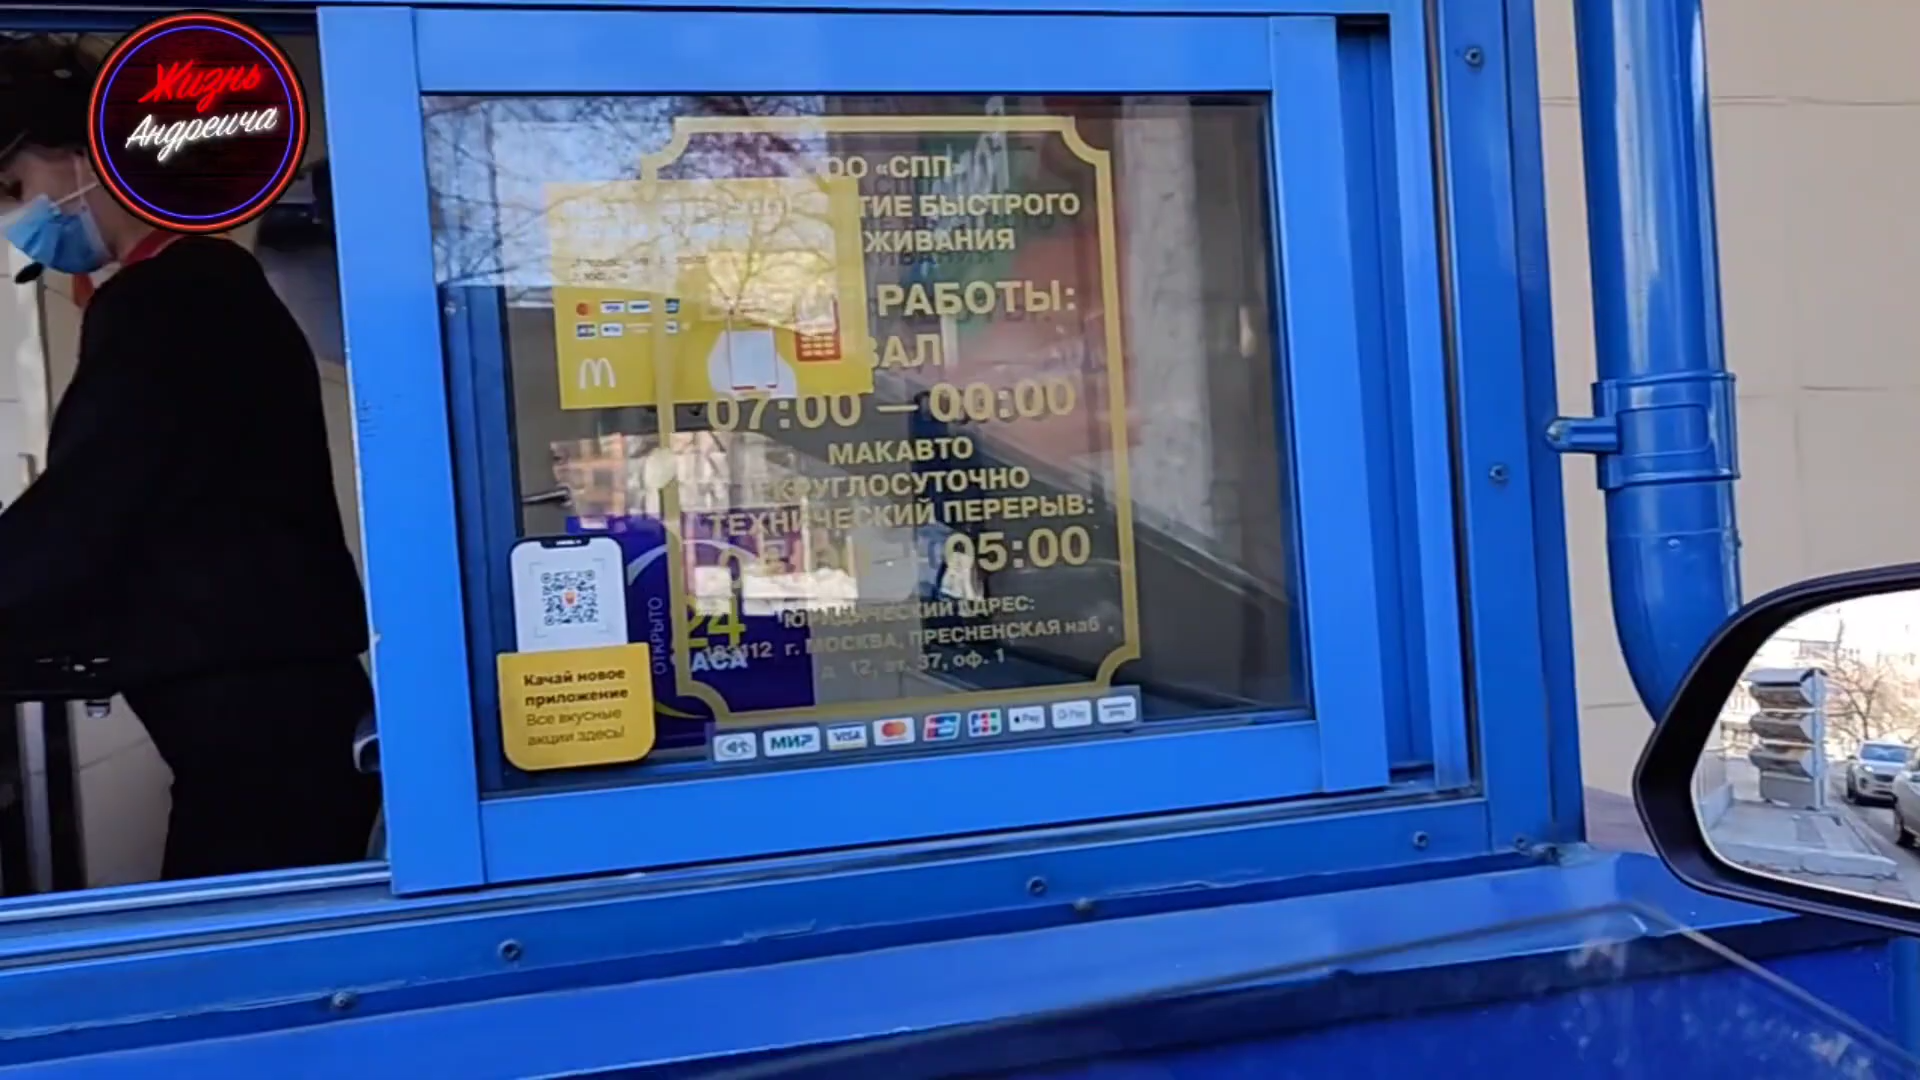 Жизнь
Андреича
ОО «СПП»
ТИЕ БЫСТРОГО
ЖИВАНИЯ
РАБОТЫ:
ЗАЛ
07:00 – 00:00
МАКАВТО
КРУГЛОСУТОЧНО
ТЕХНИЧЕСКИЙ ПЕРЕРЫВ:
05:00
ЮРИДИЧЕСКИЙ АДРЕС:
г. МОСКВА, ПРЕСНЕНСКАЯ наб.
д. 12, эт. 37, оф. 1
ОТКРЫТО
24
ЧАСА
Качай новое
приложение
Все вкусные
акции здесь!
МИР
VISA
Pay
G Pay